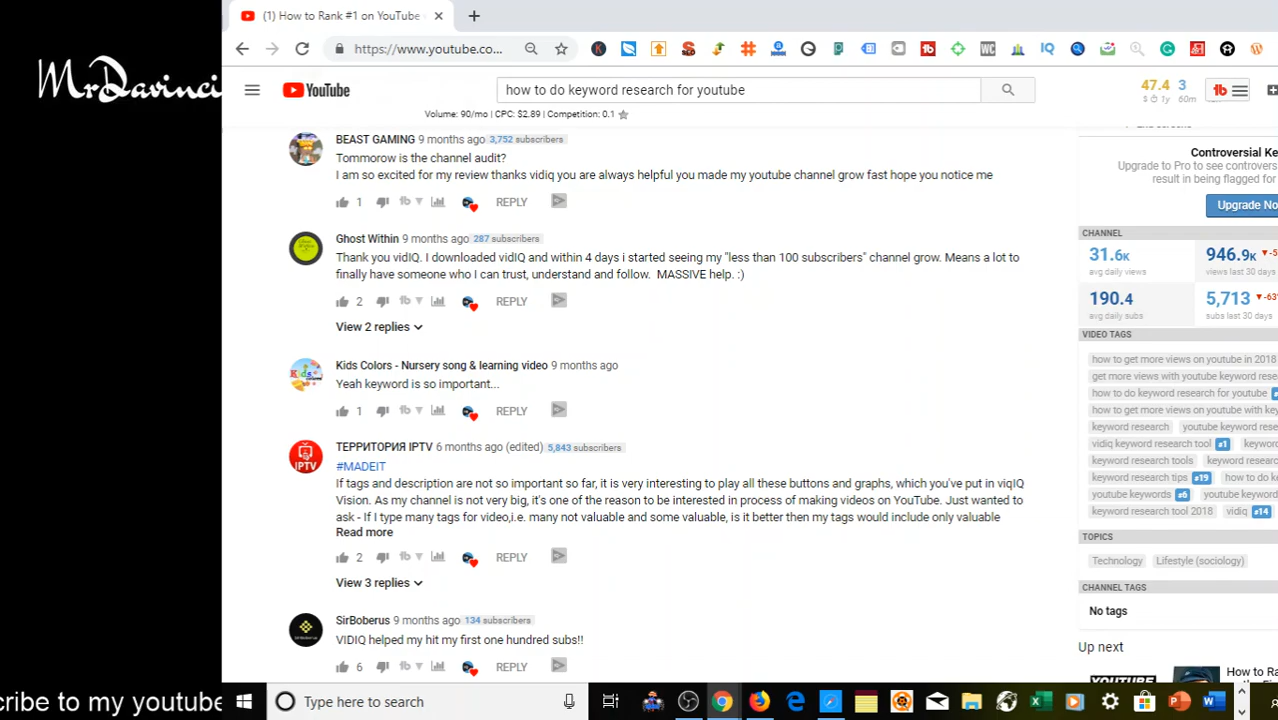 (1) How to Rank #1 on YouTube
MrDavinci
https://www.youtube.co...
YouTube
how to do keyword research for youtube
47.4 3
$ 1y 60m
Volume: 90/mo | CPC: $2.89 | Competition: 0.1
BEAST GAMING 9 months ago 3,752 subscribers
Tommorow is the channel audit?
I am so excited for my review thanks vidiq you are always helpful you made my youtube channel grow fast hope you notice me
1 REPLY
Ghost Within 9 months ago 287 subscribers
Thank you vidIQ. I downloaded vidIQ and within 4 days i started seeing my "less than 100 subscribers" channel grow. Means a lot to
finally have someone who I can trust, understand and follow. MASSIVE help. :)
2 REPLY
View 2 replies
Kids Colors - Nursery song & learning video 9 months ago
Yeah keyword is so important...
1 REPLY
ТЕРРИТОРИЯ IPTV 6 months ago (edited) 5,843 subscribers
IPTV
#MADEIT
If tags and description are not so important so far, it is very interesting to play all these buttons and graphs, which you've put in viqIQ
Vision. As my channel is not very big, it's one of the reason to be interested in process of making videos on YouTube. Just wanted to
ask - If I type many tags for video,i.e. many not valuable and some valuable, is it better then my tags would include only valuable
Read more
2 REPLY
View 3 replies
SirBoberus 9 months ago 134 subscribers
VIDIQ helped my hit my first one hundred subs!!
6 REPLY
Controversial Ke
Upgrade to Pro to see controvers
result in being flagged for
Upgrade No
CHANNEL
31.6K 946.9K
avg daily views views last 30 days
190.4 5,713 -63
avg daily subs subs last 30 days
VIDEO TAGS
how to get more views on youtube in 2018
get more views with youtube keyword rese
how to do keyword research for youtube
how to get more views on youtube with key
keyword research youtube keyword res
vidiq keyword research tool #1 keywor
keyword research tools keyword resear
keyword research tips #19 how to do k
youtube keywords #6 youtube keyword
keyword research tool 2018 vidiq #14
TOPICS
Technology Lifestyle (sociology)
CHANNEL TAGS
No tags
Up next
YOUTUBE How to Ra
cribe to my youtube
Type here to search